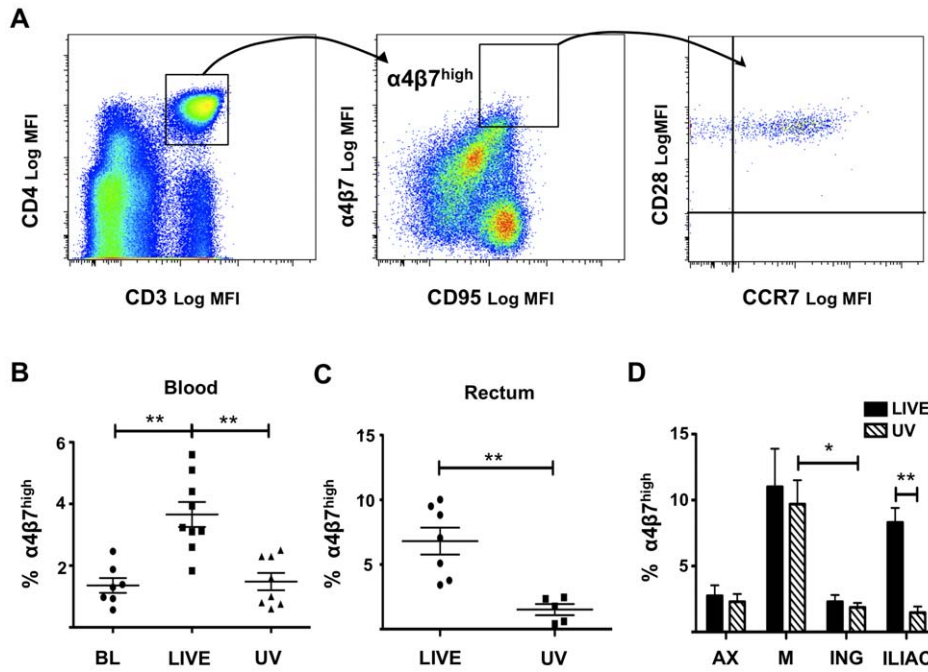 A
CD4 Log MFI
CD3 Log MFI
α4β7 Log MFI
α4β7high
CD95 Log MFI
CD28 LogMFI
CCR7 Log MFI
B
Blood
**
**
% α4β7high
6
4
2
BL
LIVE
UV
C
Rectum
**
% α4β7high
15
10
5
0
LIVE
UV
D
LIVE
UV
*
**
% α4β7high
15
10
5
0
AX
M
ING
ILIAC